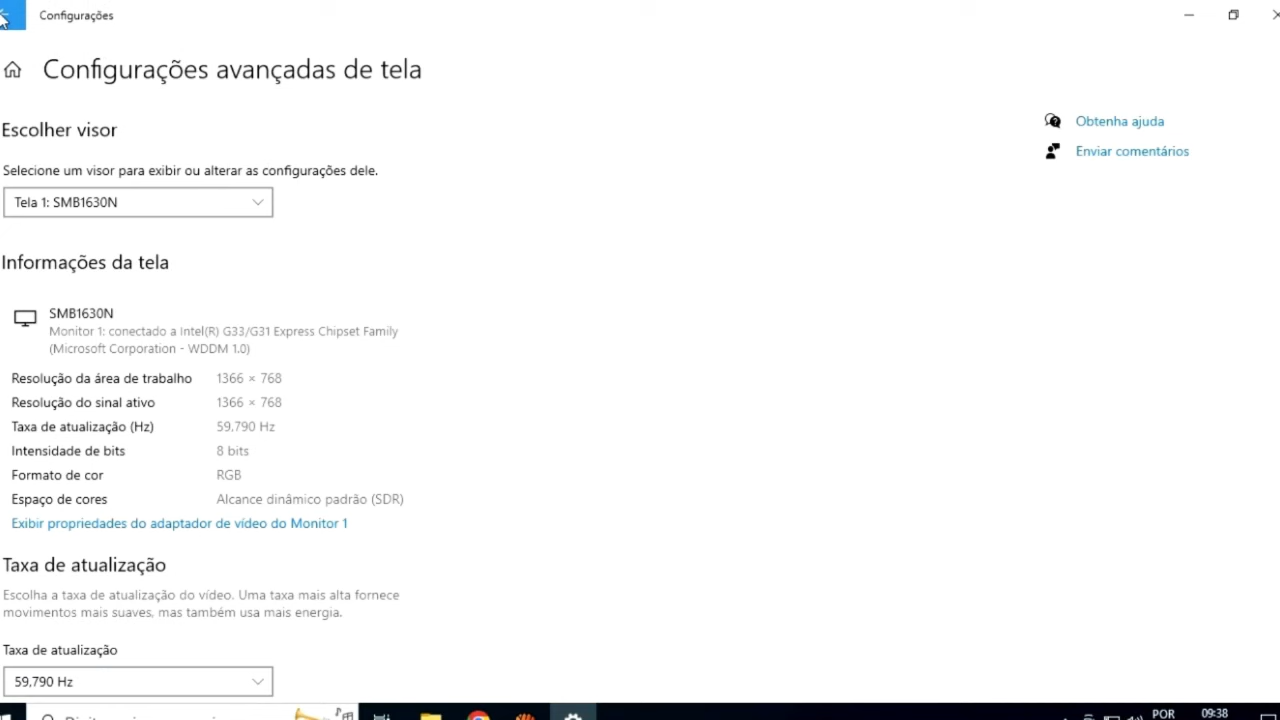 Configurações
Configurações avançadas de tela
Escolher visor
Selecione um visor para exibir ou alterar as configurações dele.
Tela 1: SMB1630N
Obtenha ajuda
Enviar comentários
Informações da tela
SMB1630N
Monitor 1: conectado a Intel(R) G33/G31 Express Chipset Family
(Microsoft Corporation - WDDM 1.0)
Resolução da área de trabalho 1366 × 768
Resolução do sinal ativo 1366 × 768
Taxa de atualização (Hz) 59,790 Hz
Intensidade de bits 8 bits
Formato de cor RGB
Espaço de cores Alcance dinâmico padrão (SDR)
Exibir propriedades do adaptador de vídeo do Monitor 1
Taxa de atualização
Escolha a taxa de atualização do vídeo. Uma taxa mais alta fornece
movimentos mais suaves, mas também usa mais energia.
Taxa de atualização
59,790 Hz
POR
09:38